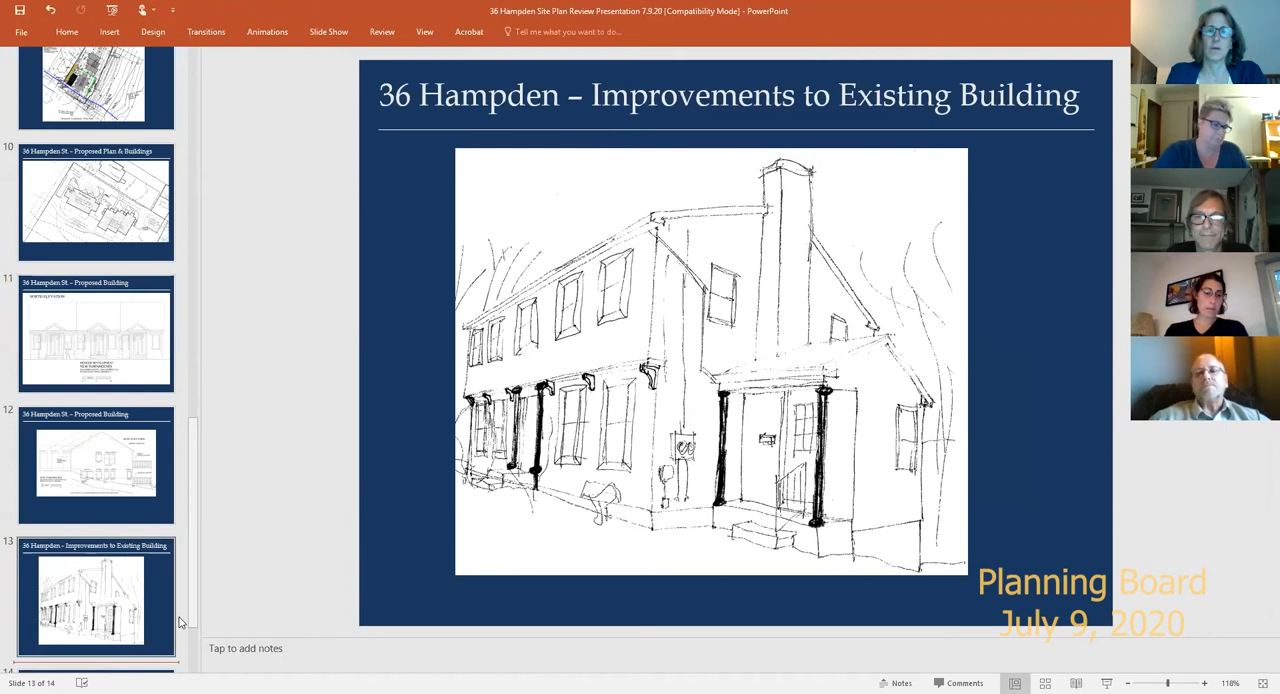 36 Hampden Site Plan Review Presentation 7.9.20 [Compatibility Mode] - PowerPoint
File Home Insert Design Transitions Animations Slide Show Review View Acrobat Tell me what you want to do...
10
36 Hampden St. - Proposed Plan & Buildings
11
36 Hampden St. - Proposed Building
NORTH ELEVATION
12
36 Hampden St. - Proposed Building
13
36 Hampden - Improvements to Existing Building
14
36 Hampden – Improvements to Existing Building
Planning Board
July 9, 2020
Tap to add notes
Slide 13 of 14
Notes
Comments
118%